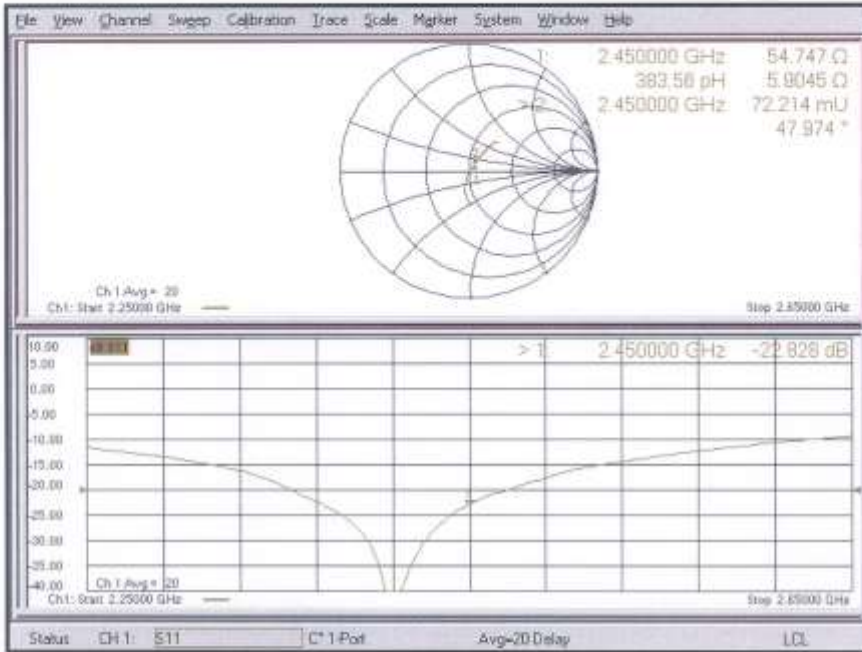 File View Channel Sweep Calibration Trace Scale Marker System Window Help
1: 2.450000 GHz 54.747 Ω
383.56 pH 5.9045 Ω
> 2: 2.450000 GHz 72.214 mU
47.974 °
Ch 1 Avg = 20
Ch1: Start 2.25000 GHz
Stop 2.65000 GHz
10.00
> 1: 2.450000 GHz -22.828 dB
5.00
0.00
-5.00
-10.00
-15.00
-20.00
-25.00
-30.00
-35.00
-40.00
Ch 1 Avg = 20
Ch1: Start 2.25000 GHz
Stop 2.65000 GHz
Status CH 1: S11 C* 1-Port Avg=20 Delay LCL